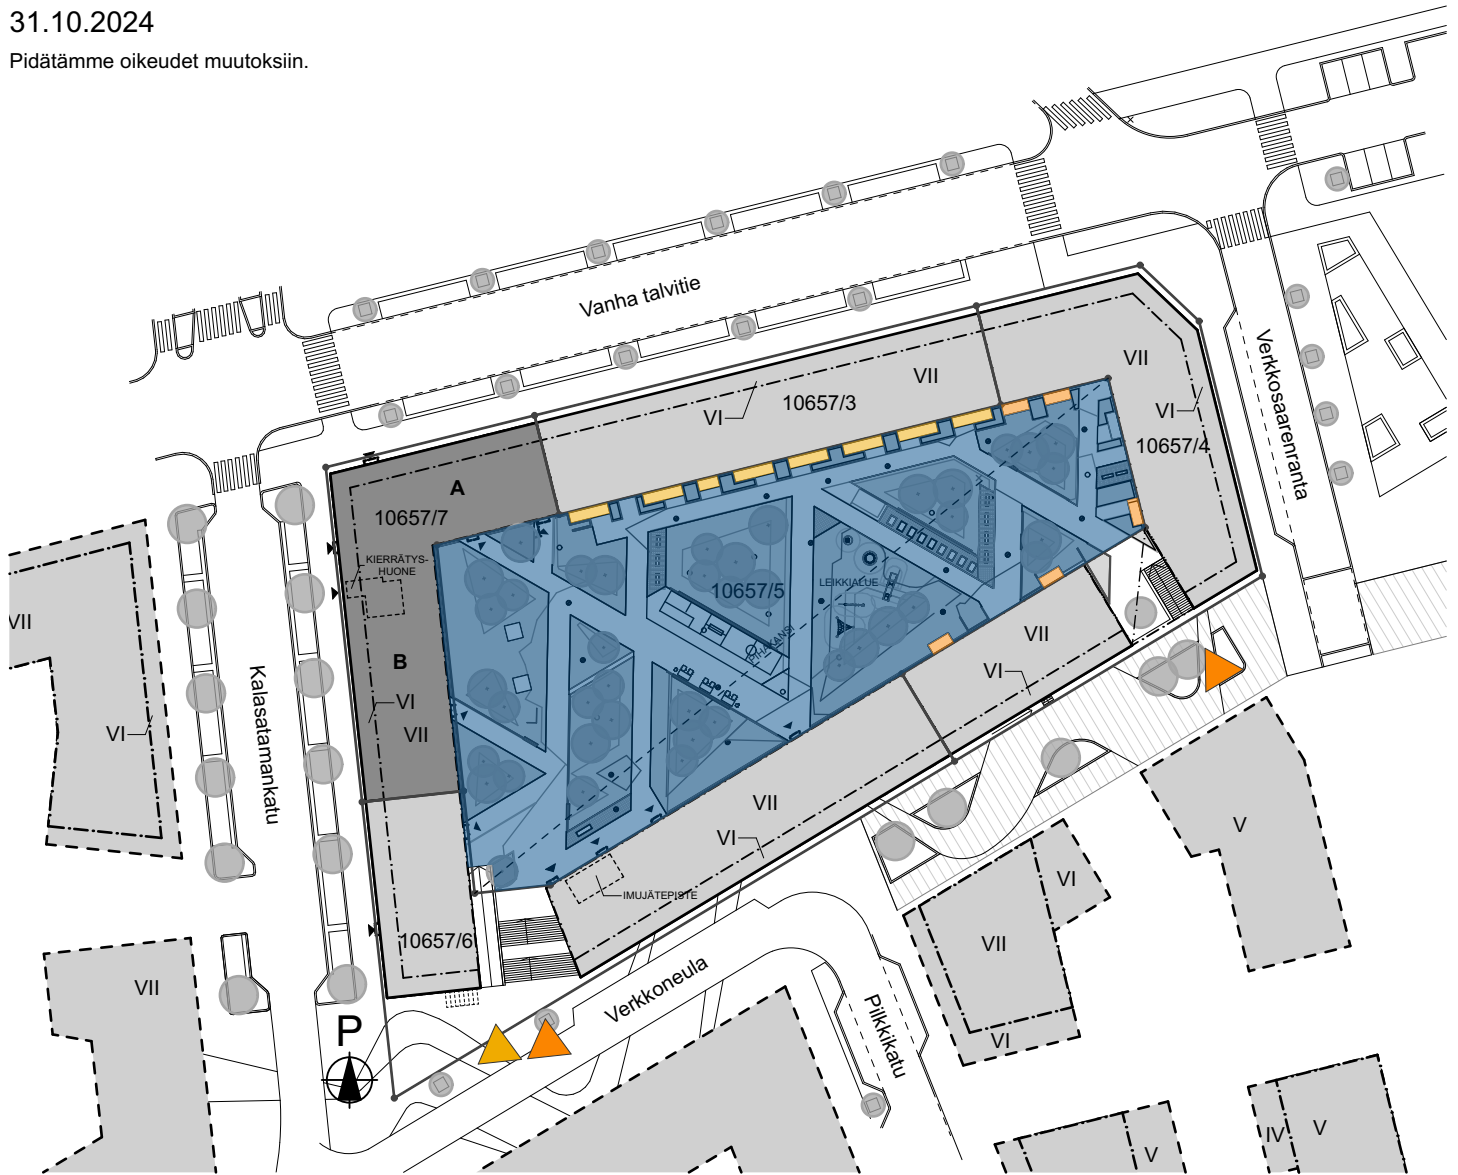 31.10.2024
Pidätämme oikeudet muutoksiin.
Vanha talvitie
Verkkosaarenranta
VII
VI
10657/3
VII
VI
10657/4
A
10657/7
KIERRÄTYS-
HUONE
10657/5
LEIKKIALUE
PIHAKANSI
VII
VI
B
VI
VII
VII
VI
Kalasatamankatu
VII
VI
VII
VI
IMUJÄTEPISTE
10657/6
V
VI
VII
VI
VII
Verkkoneula
Pilkkikatu
P
V
IV
V